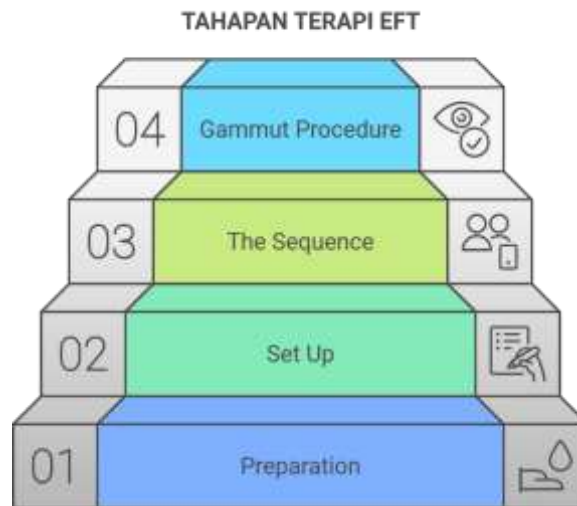 TAHAPAN TERAPI EFT
04
Gammut Procedure
03
The Sequence
02
Set Up
01
Preparation